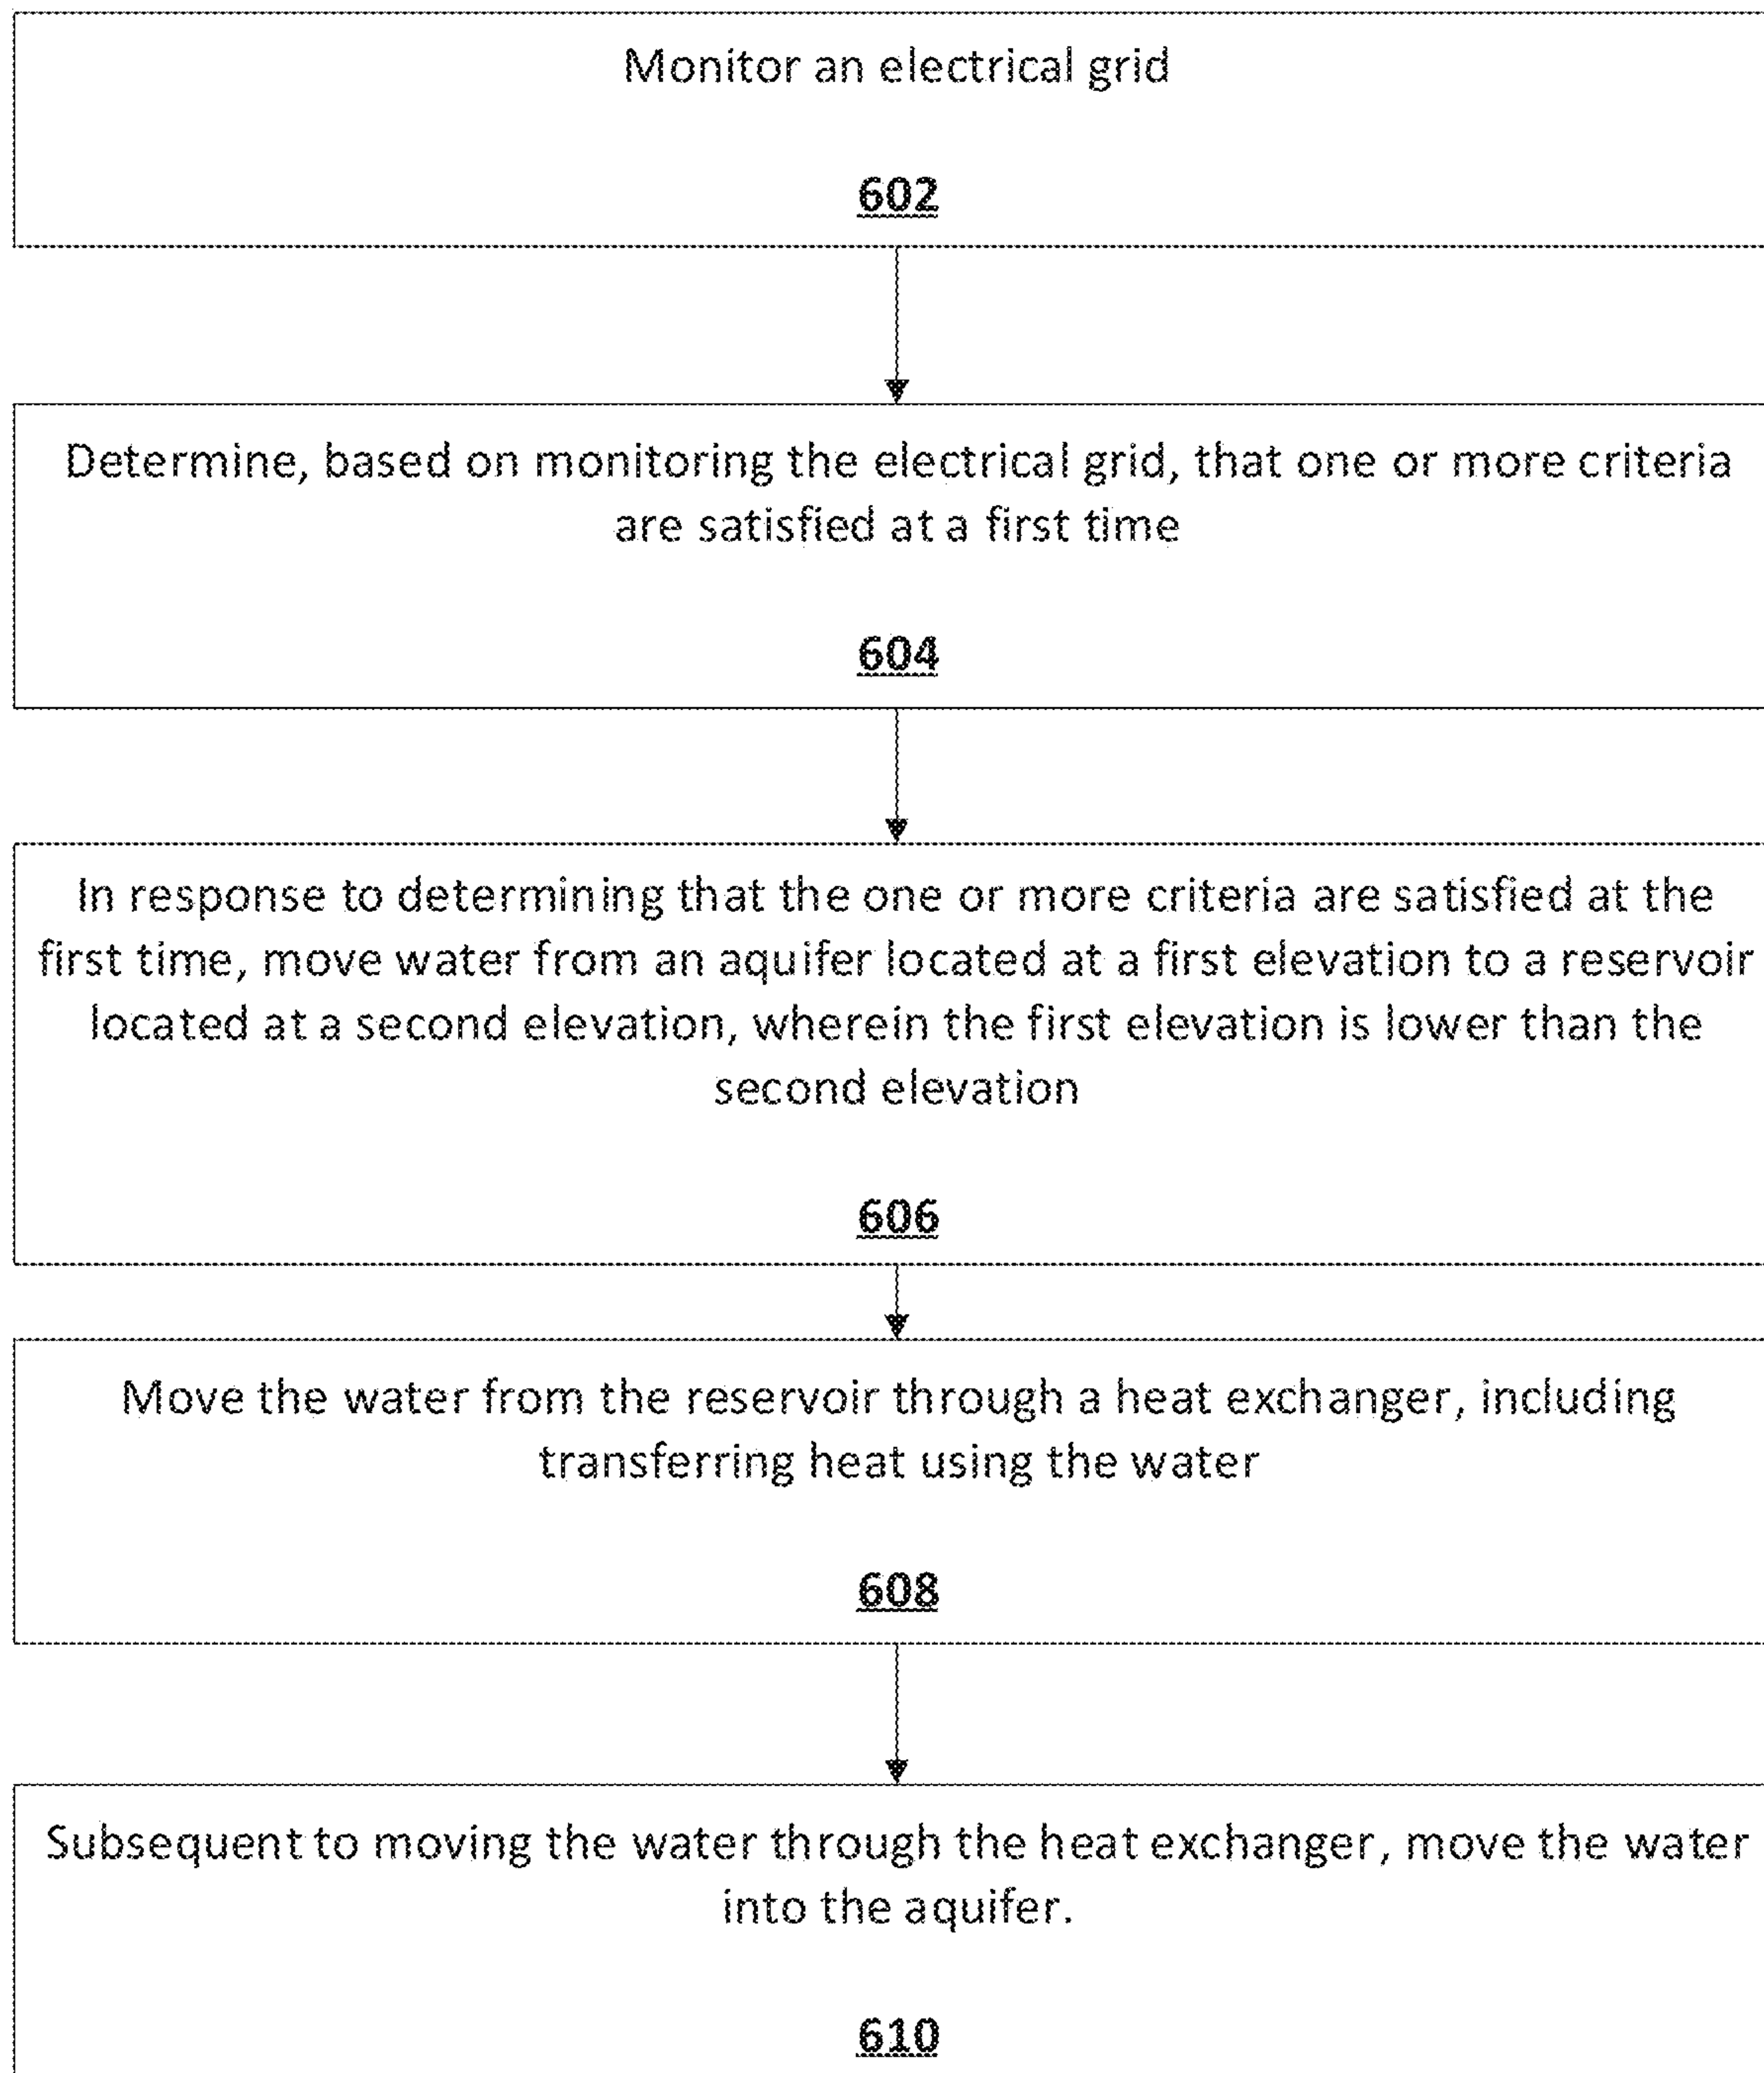 Monitor an electrical grid
602
Determine, based on monitoring the electrical grid, that one or more criteria
are satisfied at a first time
604
In response to determining that the one or more criteria are satisfied at the
first time, move water from an aquifer located at a first elevation to a reservoir
located at a second elevation, wherein the first elevation is lower than the
second elevation
606
Move the water from the reservoir through a heat exchanger, including
transferring heat using the water
608
Subsequent to moving the water through the heat exchanger, move the water
into the aquifer.
610